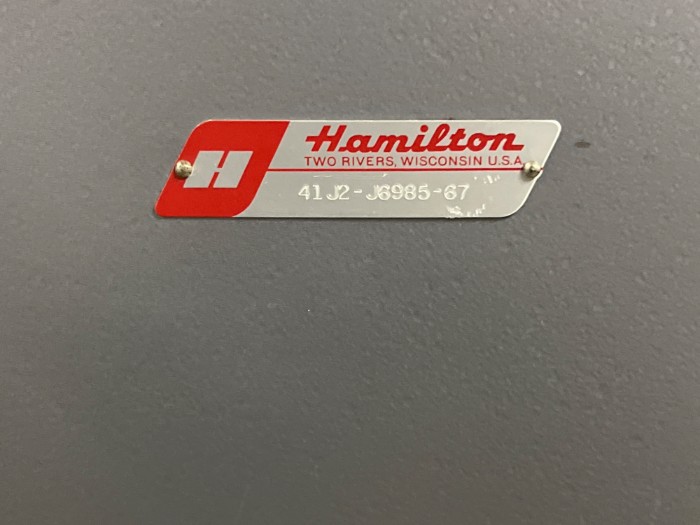 H
Hamilton
TWO RIVERS, WISCONSIN U.S.A.
41J2-J6985-67